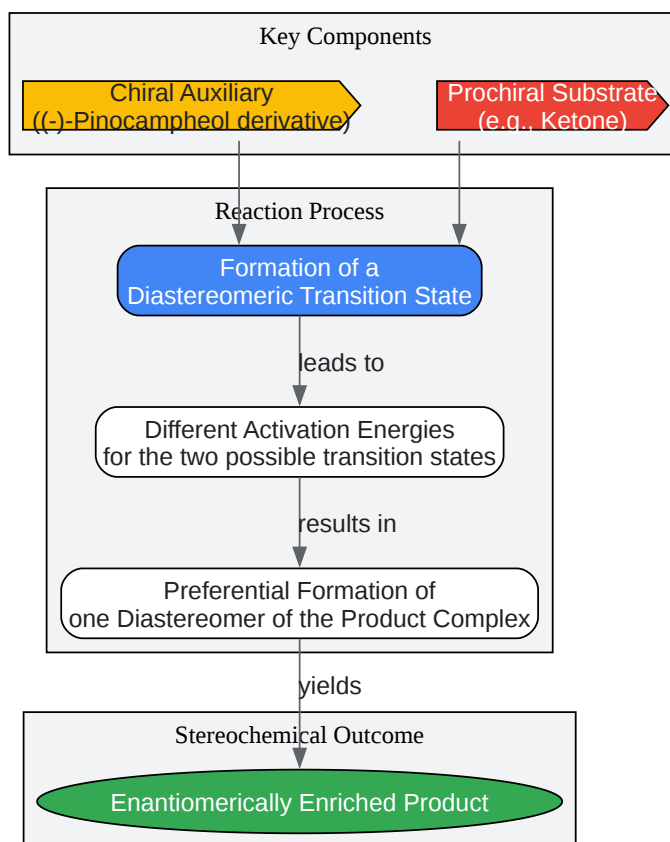 Key Components
Chiral Auxiliary
((-)-Pinocampheol derivative)
Prochiral Substrate
(e.g., Ketone)
Reaction Process
Formation of a
Diastereomeric Transition State
leads to
Different Activation Energies
for the two possible transition states
results in
Preferential Formation of
one Diastereomer of the Product Complex
yields
Stereochemical Outcome
Enantiomerically Enriched Product